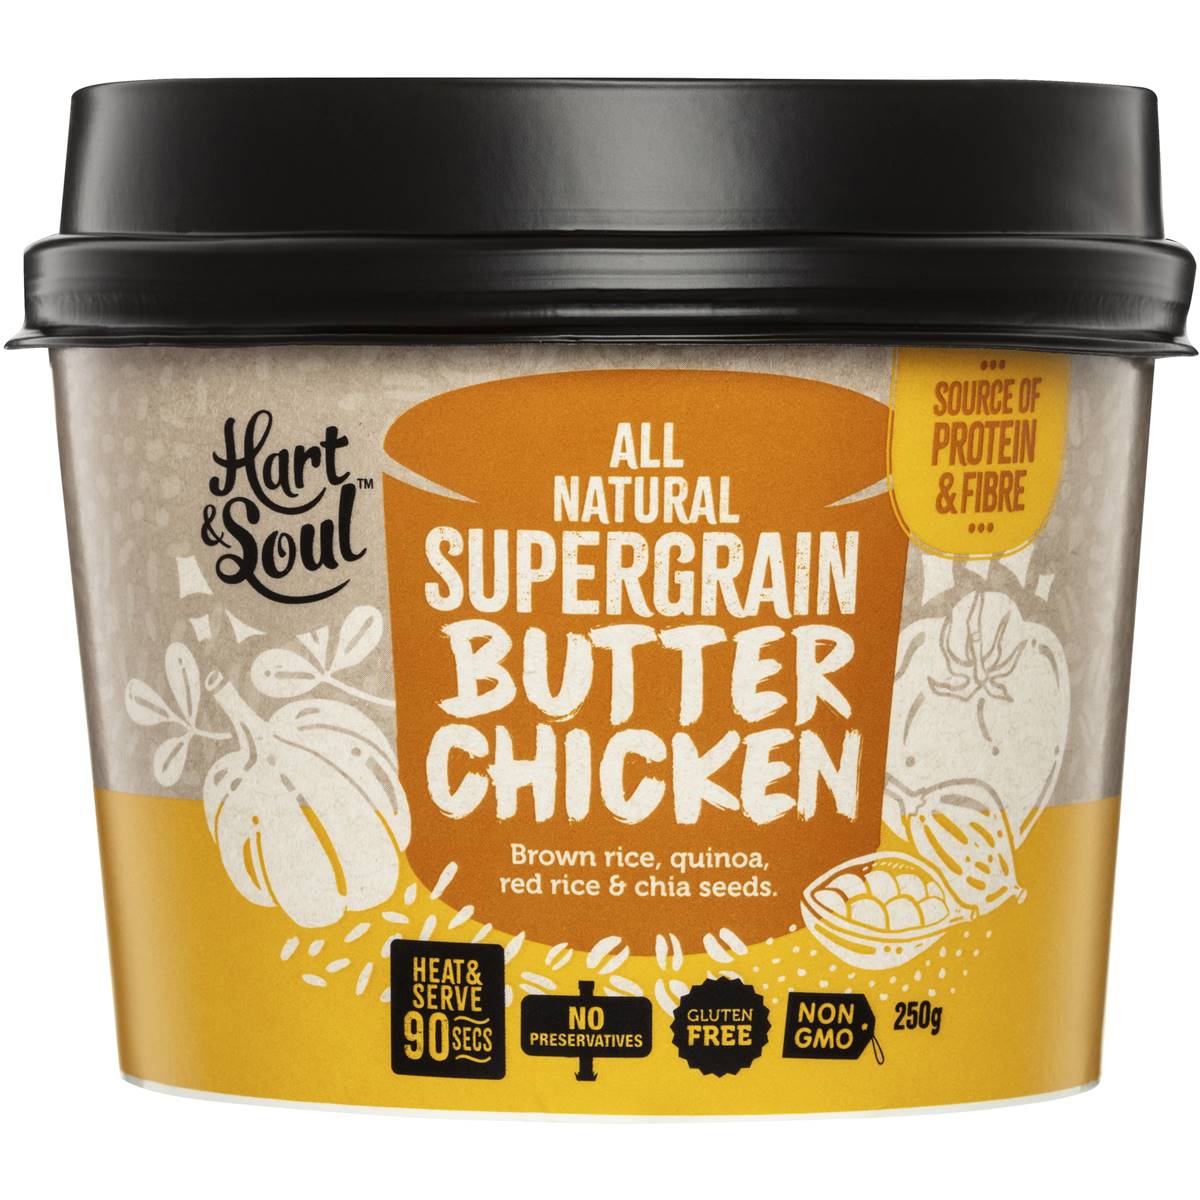 Hart
& Soul™
SOURCE OF
PROTEIN
& FIBRE
ALL
NATURAL
SUPERGRAIN
BUTTER
CHICKEN
Brown rice, quinoa,
red rice & chia seeds.
HEAT &
SERVE
90 SECS
NO
PRESERVATIVES
GLUTEN
FREE
NON
GMO
250g